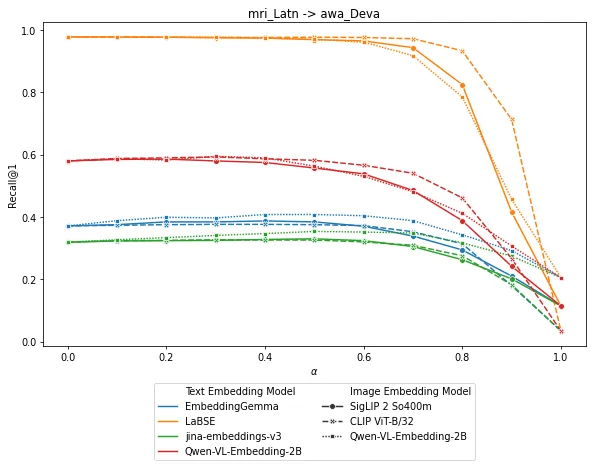 mri_Latn -> awa_Deva
1.0
0.8
0.6
0.4
0.2
0.0
Recall@1
0.0 0.2 0.4 0.6 0.8 1.0
α
Text Embedding Model Image Embedding Model
EmbeddingGemma SigLIP 2 So400m
LaBSE CLIP ViT-B/32
jina-embeddings-v3 Qwen-VL-Embedding-2B
Qwen-VL-Embedding-2B